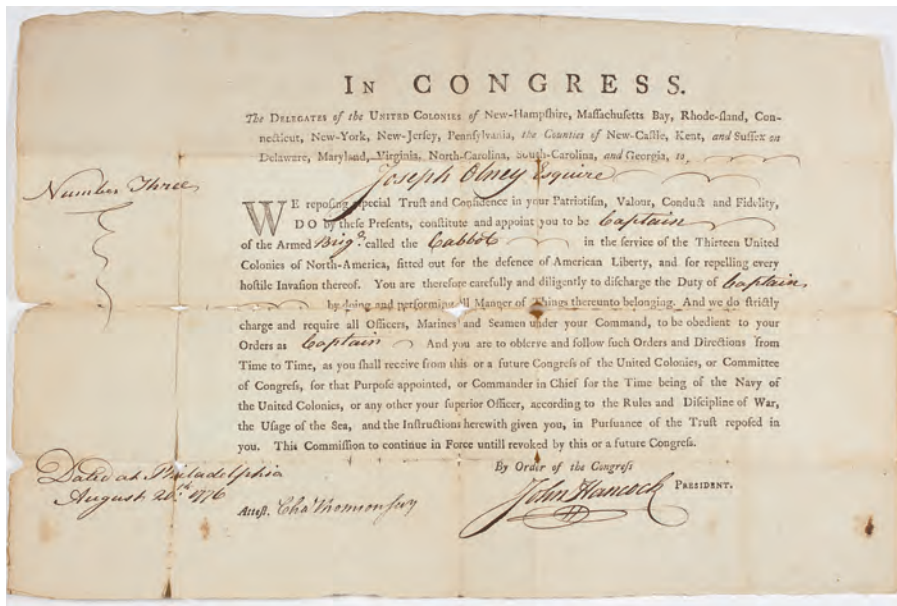 IN CONGRESS.
The DELEGATES of the UNITED COLONIES of New-Hampſhire, Maſſachuſetts Bay, Rhode-Iſland, Con-
necticut, New-York, New-Jerſey, Pennſylvania, the Counties of New-Caſtle, Kent, and Suſſex on
Delaware, Maryland, Virginia, North-Carolina, South-Carolina, and Georgia, to
Joseph Olney Esquire
Number Three
WE repoſing eſpecial Truſt and Confidence in your Patriotiſm, Valour, Conduct and Fidelity,
DO by theſe Preſents, conſtitute and appoint you to be Captain
of the Armed Brigᵗ. called the Cabbot in the ſervice of the Thirteen United
Colonies of North-America, fitted out for the defence of American Liberty, and for repelling every
hoſtile Invaſion thereof. You are therefore carefully and diligently to diſcharge the Duty of Captain
by doing and performing all Manner of Things thereunto belonging. And we do ſtrictly
charge and require all Officers, Marines and Seamen under your Command, to be obedient to your
Orders as Captain And you are to obſerve and follow ſuch Orders and Directions from
Time to Time, as you ſhall receive from this or a future Congreſs of the United Colonies, or Committee
of Congreſs, for that Purpoſe appointed, or Commander in Chief for the Time being of the Navy of
the United Colonies, or any other your ſuperior Officer, according to the Rules and Diſcipline of War,
the Uſage of the Sea, and the Inſtructions herewith given you, in Purſuance of the Truſt repoſed in
you. This Commiſſion to continue in Force untill revoked by this or a future Congreſs.
By Order of the Congreſs
John Hancock PRESIDENT.
Dated at Philadelphia
August 20ᵗʰ. 1776
Atteſt. Chaˢ Thomson ſecy